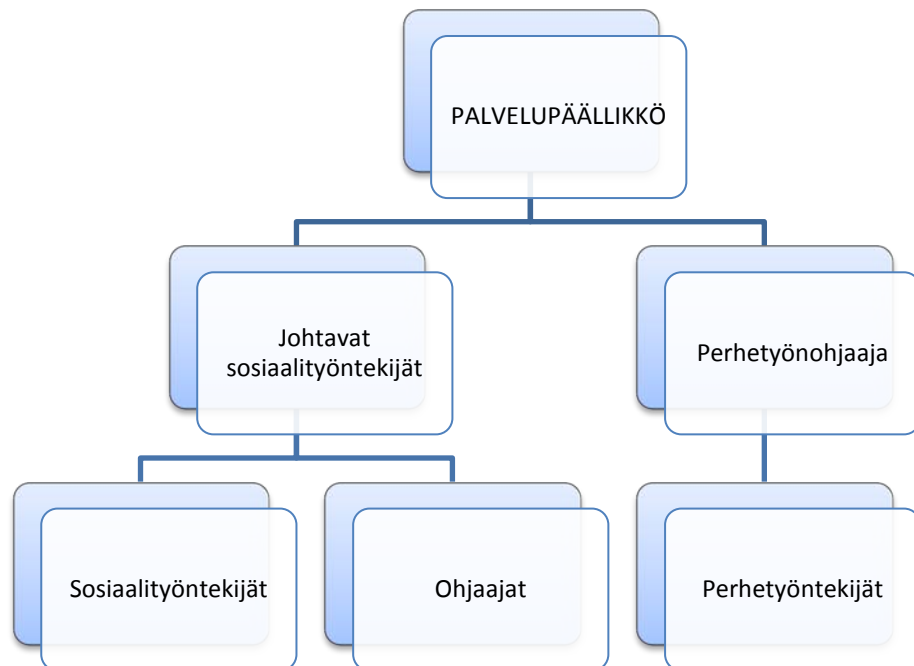 PALVELUPÄÄLLIKKÖ
Johtavat
sosiaalityöntekijät
Perhetyönohjaaja
Sosiaalityöntekijät
Ohjaajat
Perhetyöntekijät